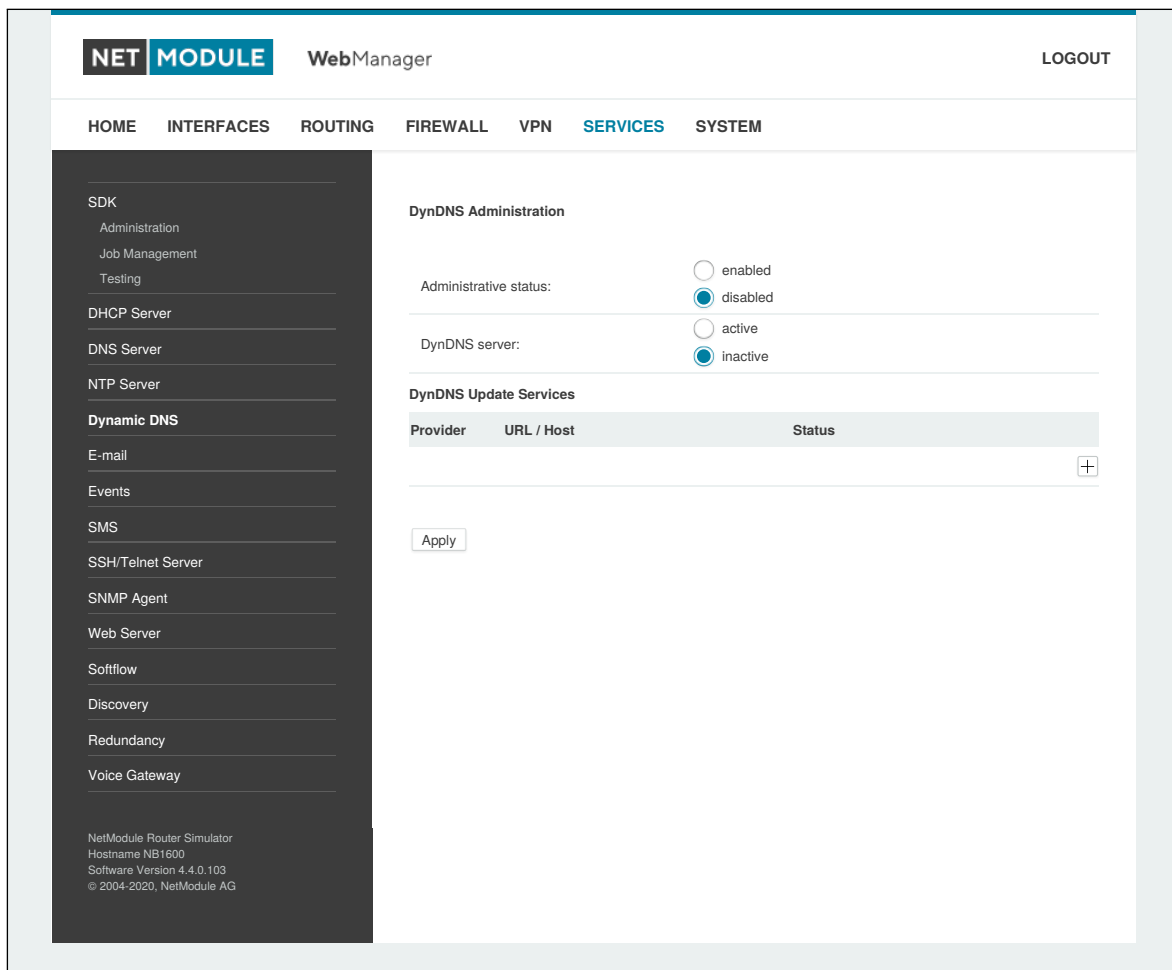 NET MODULE WebManager LOGOUT
HOME INTERFACES ROUTING FIREWALL VPN SERVICES SYSTEM
SDK
Administration
Job Management
Testing
DHCP Server
DNS Server
NTP Server
Dynamic DNS
E-mail
Events
SMS
SSH/Telnet Server
SNMP Agent
Web Server
Softflow
Discovery
Redundancy
Voice Gateway
NetModule Router Simulator
Hostname NB1600
Software Version 4.4.0.103
© 2004-2020, NetModule AG
DynDNS Administration
Administrative status:
enabled
disabled
DynDNS server:
active
inactive
DynDNS Update Services
Provider URL / Host Status
Apply